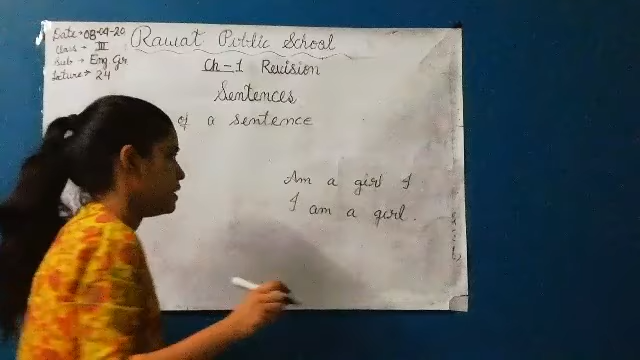 Date→ 08-09-20
Class → III
Sub → Eng. Gr.
Lecture→ 24
Rawat Public School
Ch-1 Revision
Sentences
of a sentence
Am a girl I
I am a girl.